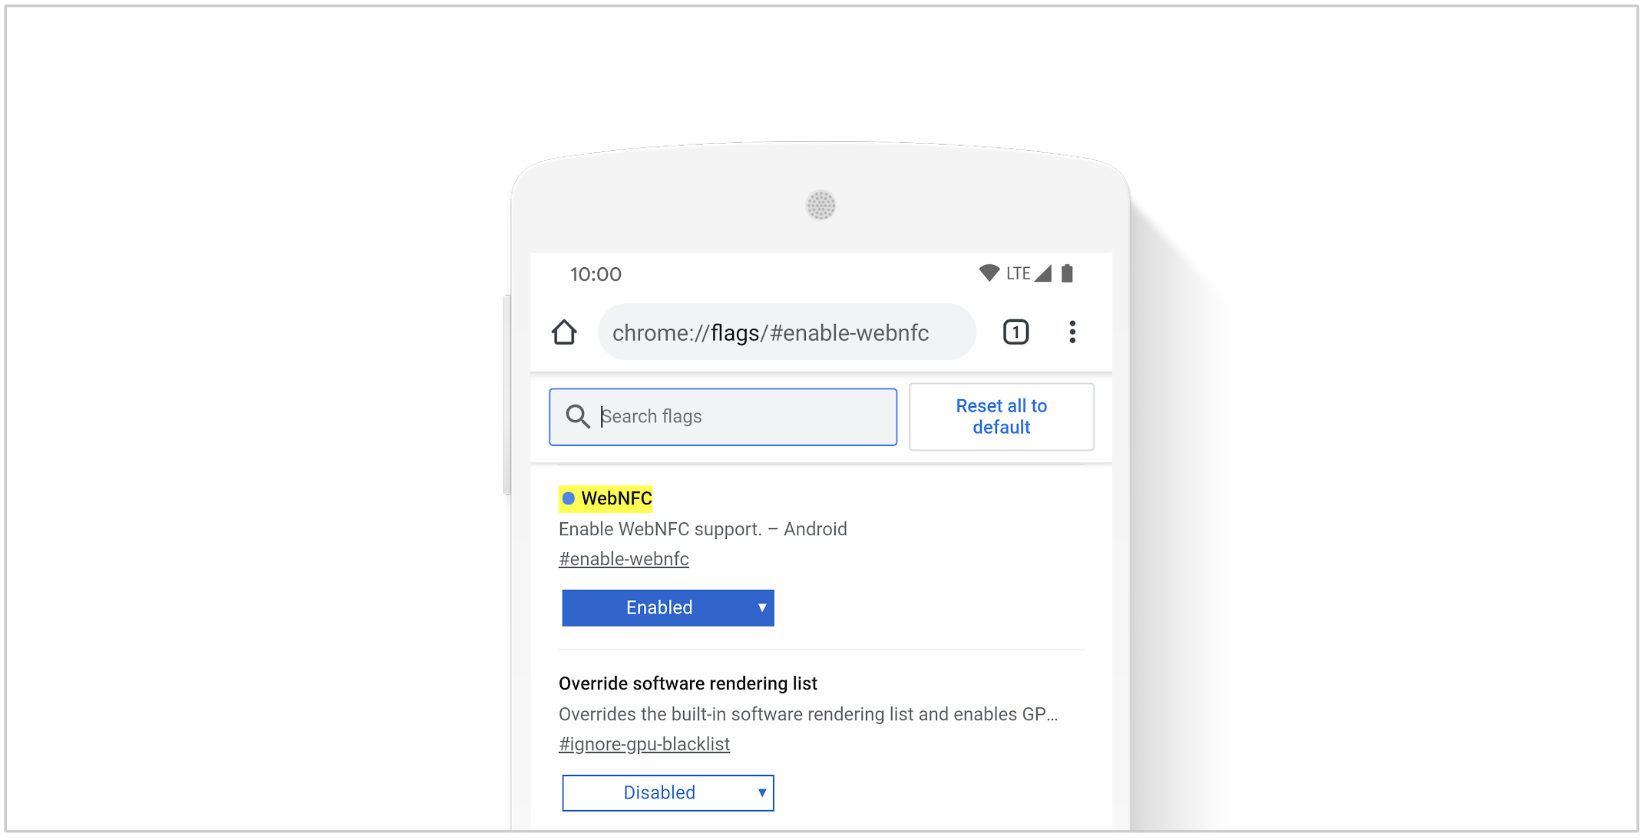 10:00 LTE
chrome://flags/#enable-webnfc 1
Search flags
Reset all to
default
WebNFC
Enable WebNFC support. – Android
#enable-webnfc
Enabled
Override software rendering list
Overrides the built-in software rendering list and enables GP...
#ignore-gpu-blacklist
Disabled